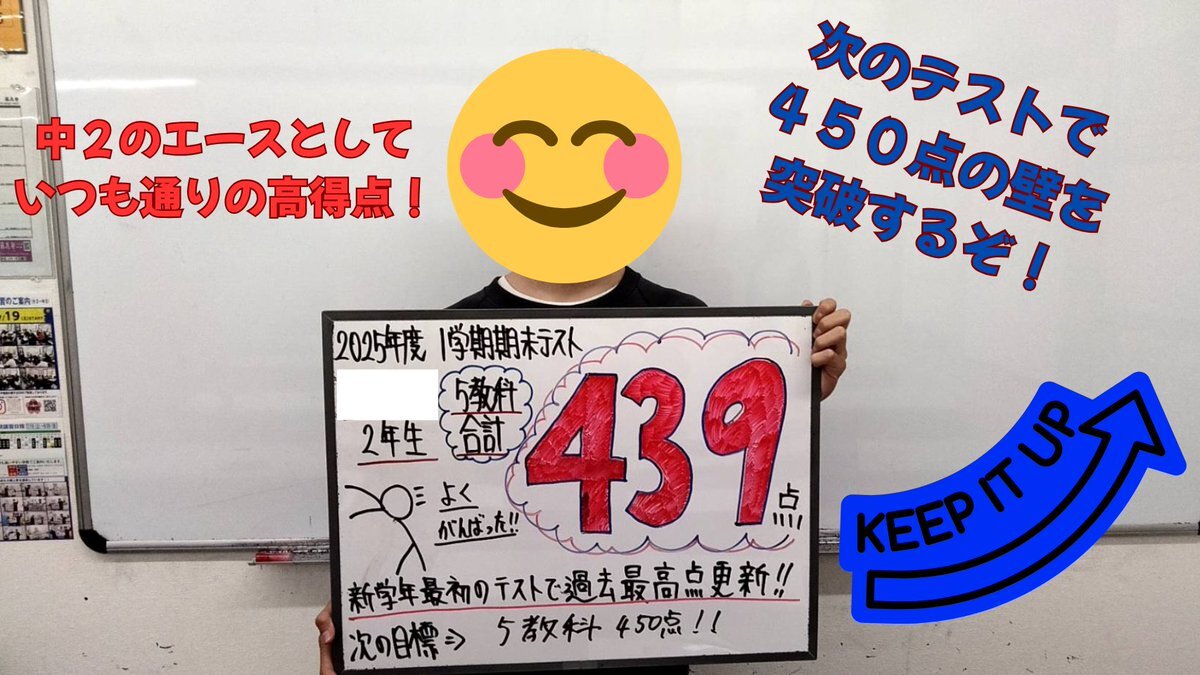 中２のエースとして
いつも通りの高得点！
次のテストで
４５０点の壁を
突破するぞ！
2025年度 1学期期末テスト
2年生
5教科
合計
439点
よく
がんばった!!
新学年最初のテストで過去最高点更新!!
次の目標⇒ 5教科 450点!!
KEEP IT UP
19